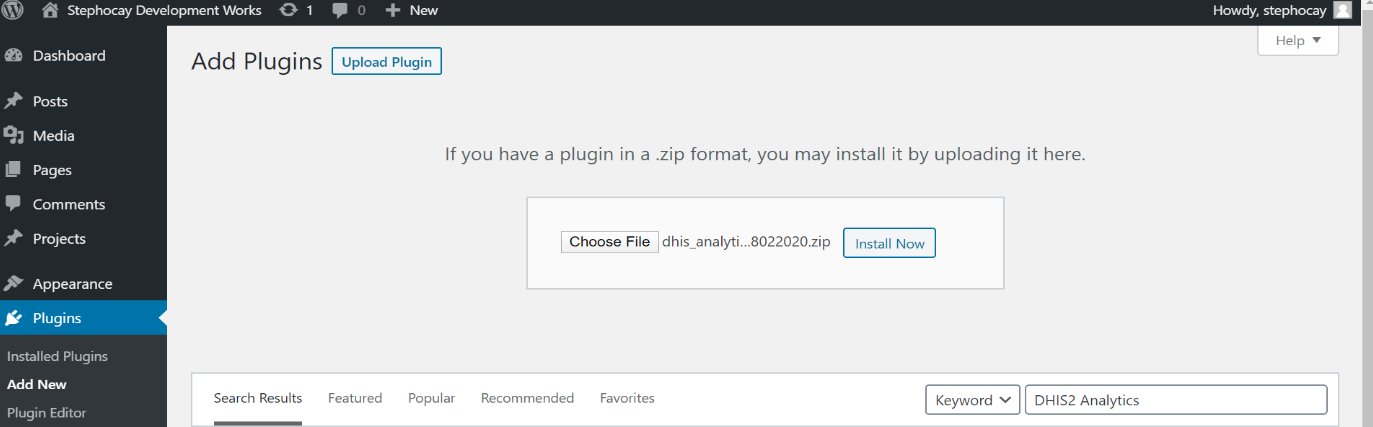 Stephocay Development Works 1 0 New Howdy, stephocay
Help
Add Plugins Upload Plugin
Dashboard
Posts
Media
Pages
Comments
Projects
Appearance
Plugins
Installed Plugins
Add New
Plugin Editor
If you have a plugin in a .zip format, you may install it by uploading it here.
Choose File dhis_analyti...8022020.zip Install Now
Search Results Featured Popular Recommended Favorites Keyword DHIS2 Analytics